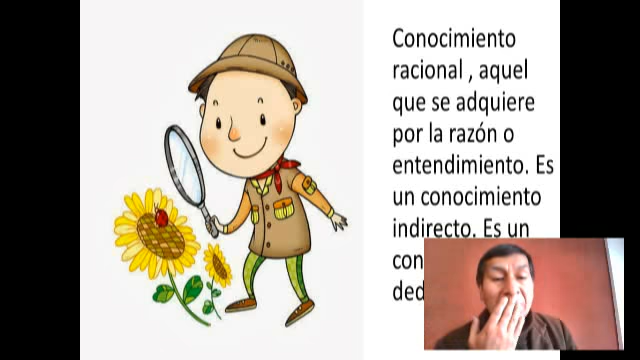 Conocimiento
racional , aquel
que se adquiere
por la razón o
entendimiento. Es
un conocimiento
indirecto. Es un